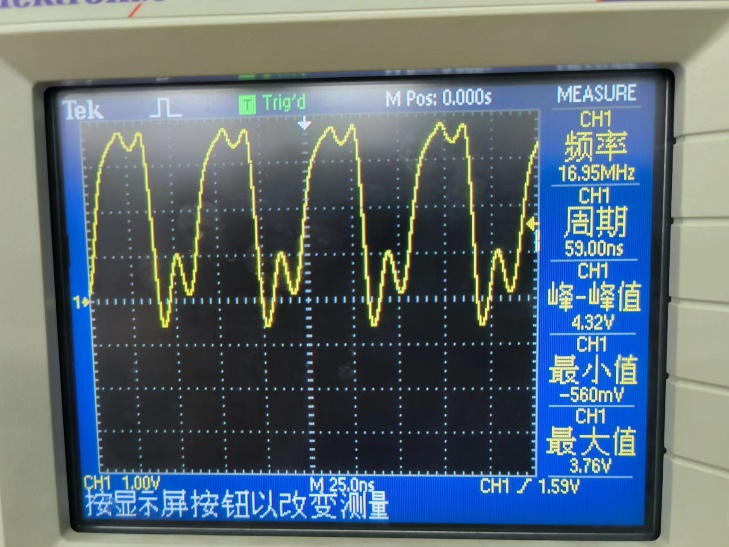 Tek
T Trig'd
M Pos: 0.000s
MEASURE
CH1
频率
16.95MHz
CH1
周期
59.00ns
CH1
峰-峰值
4.32V
CH1
最小值
-560mV
CH1
最大值
3.76V
1
CH1 1.00V
M 25.0ns
CH1 / 1.59V
按显示屏按钮以改变测量